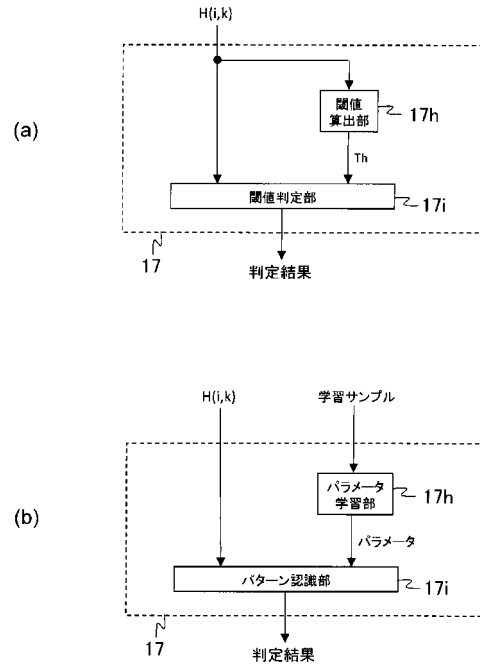 H(i,k)
(a)
閾値
算出部
17h
Th
閾値判定部
17i
17
判定結果
H(i,k)
学習サンプル
(b)
パラメータ
学習部
17h
パラメータ
パターン認識部
17i
17
判定結果